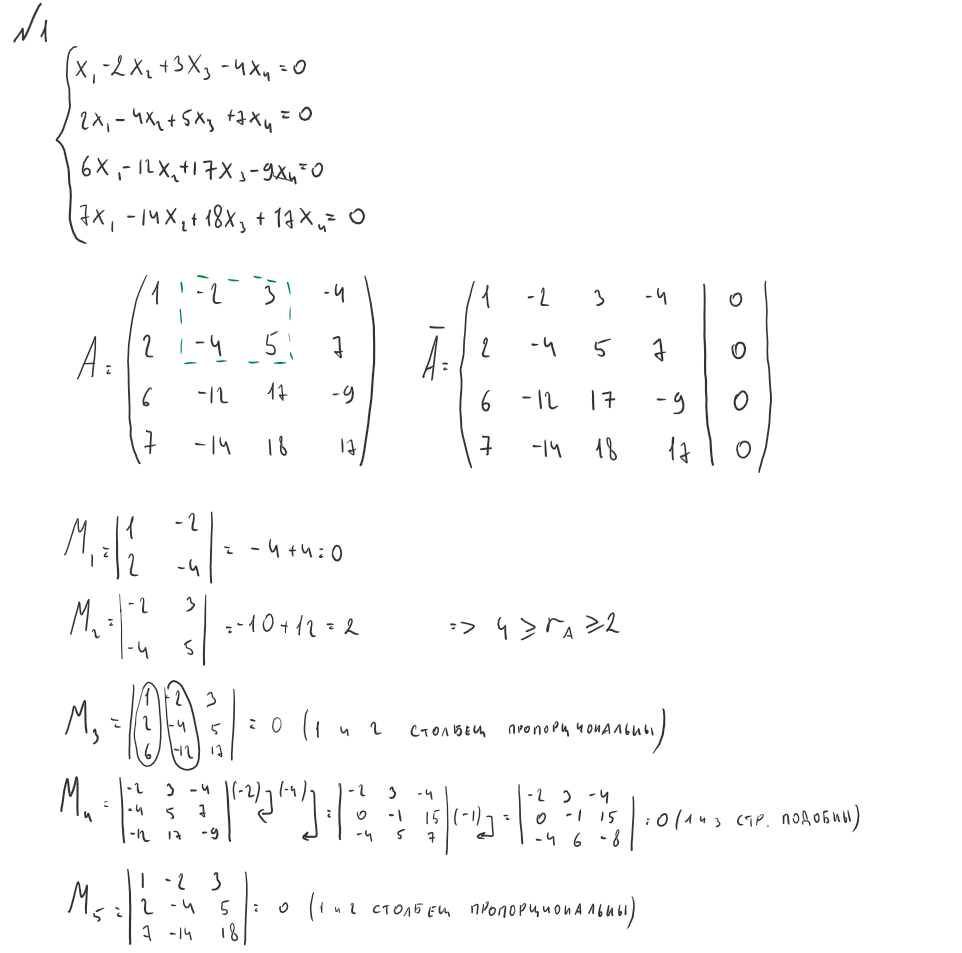 №1
x₁ -2x₂ +3x₃ -4x₄ = 0
2x₁ - 4x₂ + 5x₃ +7x₄ = 0
6x₁ - 12x₂ + 17x₃ - 9x₄ = 0
7x₁ - 14x₂ + 18x₃ + 17x₄ = 0
A = ( 1 -2 3 -4 Ā = ( 1 -2 3 -4 | 0 )
2 -4 5 7 2 -4 5 7 | 0
6 -12 17 -9 6 -12 17 -9 | 0
7 -14 18 17 ) 7 -14 18 17 | 0 )
M₁ = | 1 -2 |
| 2 -4 | = -4+4=0
M₂ = | -2 3 |
| -4 5 | = -10+12 = 2 => 4 ≥ r_A ≥ 2
M₃ = | 1 -2 3 |
| 2 -4 5 | = 0 (1 и 2 СТОЛБЕЦ ПРОПОРЦИОНАЛЬНЫ)
| 6 -12 17 |
M₄ = | -2 3 -4 | (-2) (-4) = | -2 3 -4 | = | -2 3 -4 |
| -4 5 7 | | 0 -1 15 | (-1) | 0 -1 15 | = 0 (1 и 3 СТР. ПОДОБНЫ)
| -12 17 -9 | | -4 5 7 | | -4 6 -8 |
M₅ = | 1 -2 3 |
| 2 -4 5 | = 0 (1 и 2 СТОЛБЕЦ ПРОПОРЦИОНАЛЬНЫ)
| 7 -14 18 |